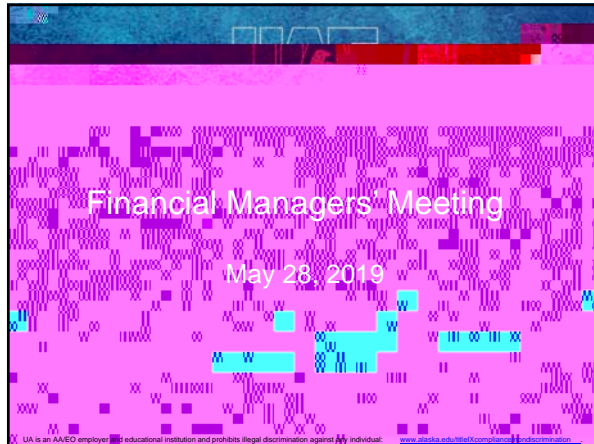 UAF
Financial Managers' Meeting
May 28, 2019
UA is an AA/EO employer and educational institution and prohibits illegal discrimination against any individual: www.alaska.edu/titleIXcompliance/nondiscrimination